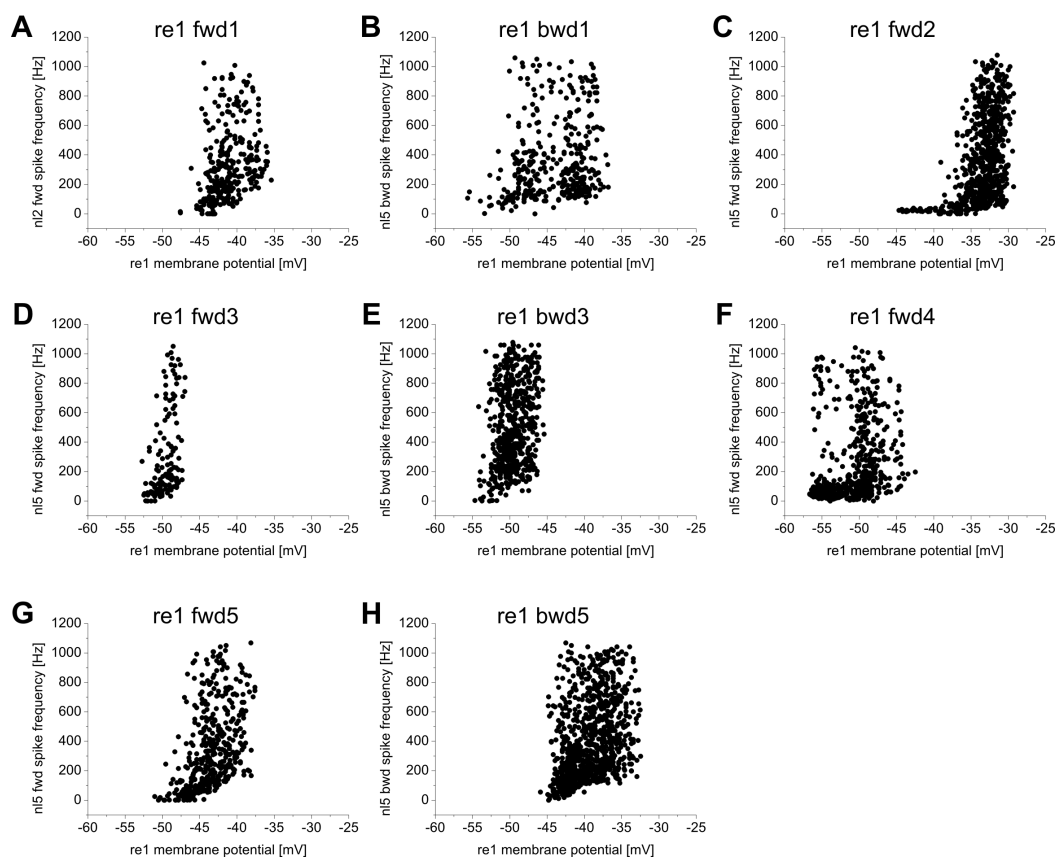 A
re1 fwd1
nl2 fwd spike frequency [Hz]
1200
1000
800
600
400
200
0
-60 -55 -50 -45 -40 -35 -30 -25
re1 membrane potential [mV]
B
re1 bwd1
nl5 bwd spike frequency [Hz]
1200
1000
800
600
400
200
0
-60 -55 -50 -45 -40 -35 -30 -25
re1 membrane potential [mV]
C
re1 fwd2
nl5 fwd spike frequency [Hz]
1200
1000
800
600
400
200
0
-60 -55 -50 -45 -40 -35 -30 -25
re1 membrane potential [mV]
D
re1 fwd3
nl5 fwd spike frequency [Hz]
1200
1000
800
600
400
200
0
-60 -55 -50 -45 -40 -35 -30 -25
re1 membrane potential [mV]
E
re1 bwd3
nl5 bwd spike frequency [Hz]
1200
1000
800
600
400
200
0
-60 -55 -50 -45 -40 -35 -30 -25
re1 membrane potential [mV]
F
re1 fwd4
nl5 fwd spike frequency [Hz]
1200
1000
800
600
400
200
0
-60 -55 -50 -45 -40 -35 -30 -25
re1 membrane potential [mV]
G
re1 fwd5
nl5 fwd spike frequency [Hz]
1200
1000
800
600
400
200
0
-60 -55 -50 -45 -40 -35 -30 -25
re1 membrane potential [mV]
H
re1 bwd5
nl5 bwd spike frequency [Hz]
1200
1000
800
600
400
200
0
-60 -55 -50 -45 -40 -35 -30 -25
re1 membrane potential [mV]